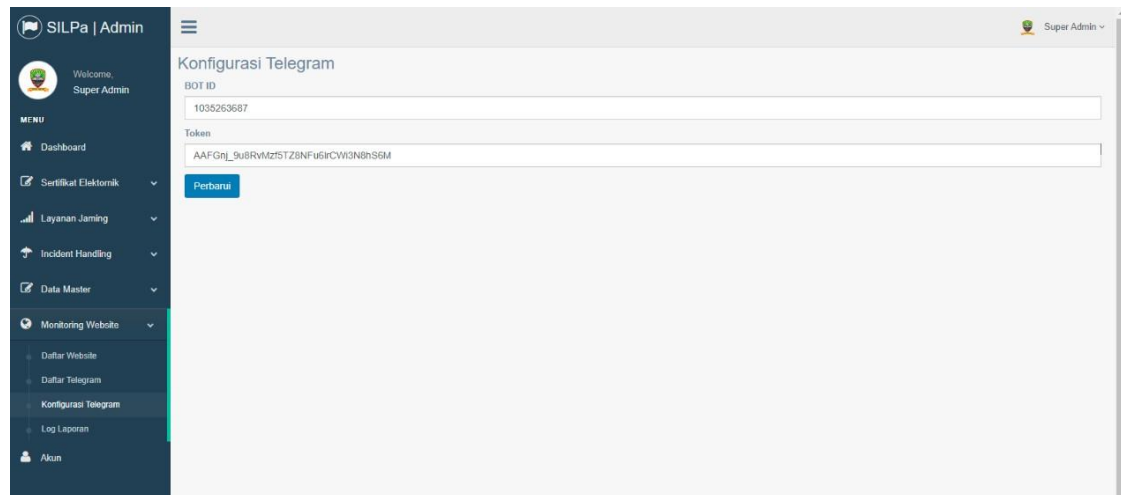 SILPa | Admin
Super Admin
Welcome,
Super Admin
MENU
Dashboard
Sertifikat Elektornik
Layanan Jaming
Incident Handling
Data Master
Monitoring Website
Daftar Website
Daftar Telegram
Konfigurasi Telegram
Log Laporan
Akun
Konfigurasi Telegram
BOT ID
1035263687
Token
AAFGnj_9u8RvMzf5TZ8NFu6IrCWi3N8hS6M
Perbarui